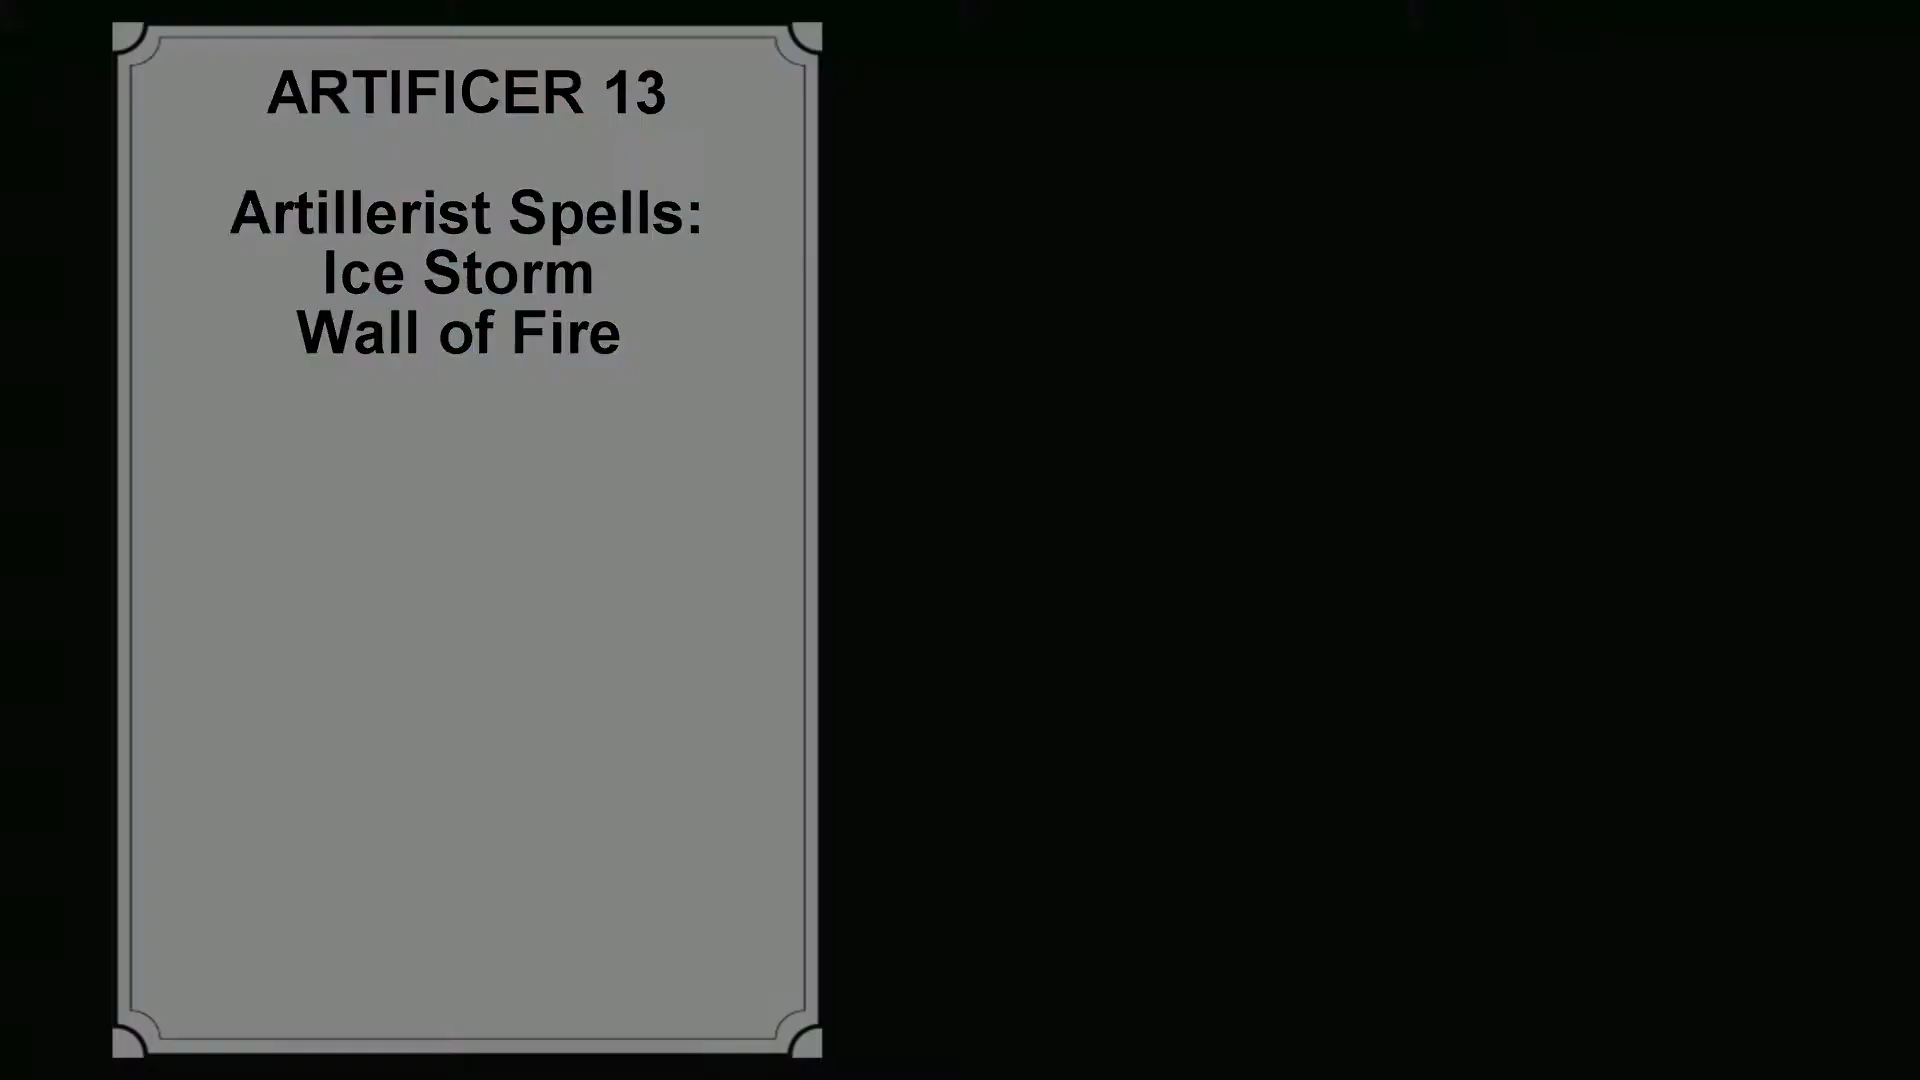 ARTIFICER 13
Artillerist Spells:
Ice Storm
Wall of Fire